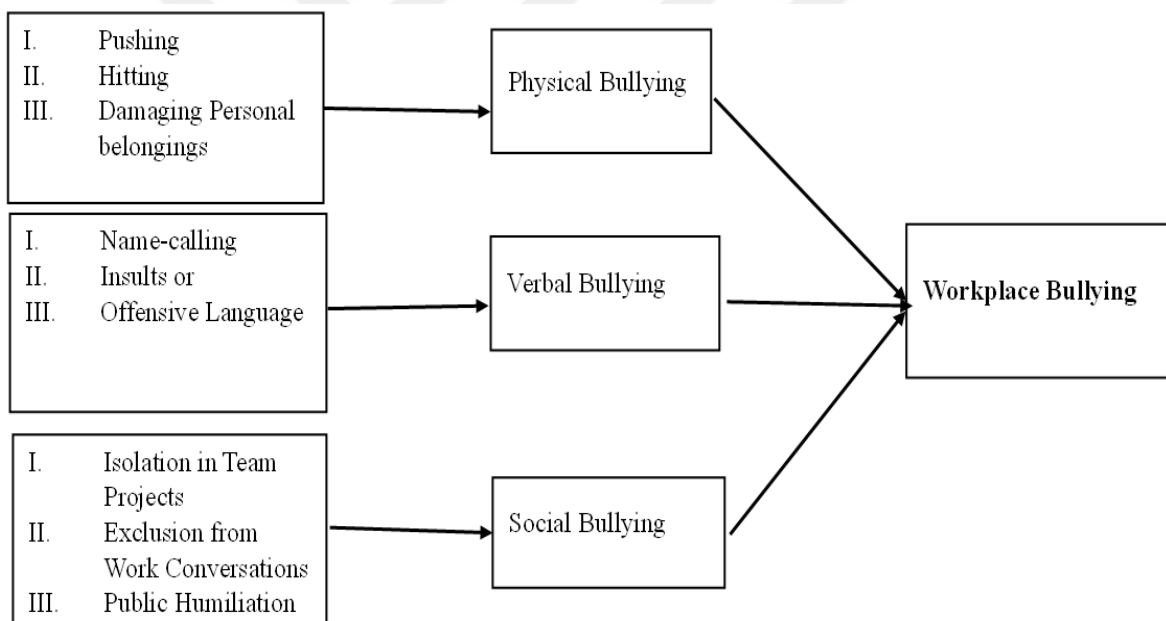 I. Pushing
II. Hitting
III. Damaging Personal
belongings
Physical Bullying
I. Name-calling
II. Insults or
III. Offensive Language
Verbal Bullying
Workplace Bullying
I. Isolation in Team
Projects
II. Exclusion from
Work Conversations
III. Public Humiliation
Social Bullying